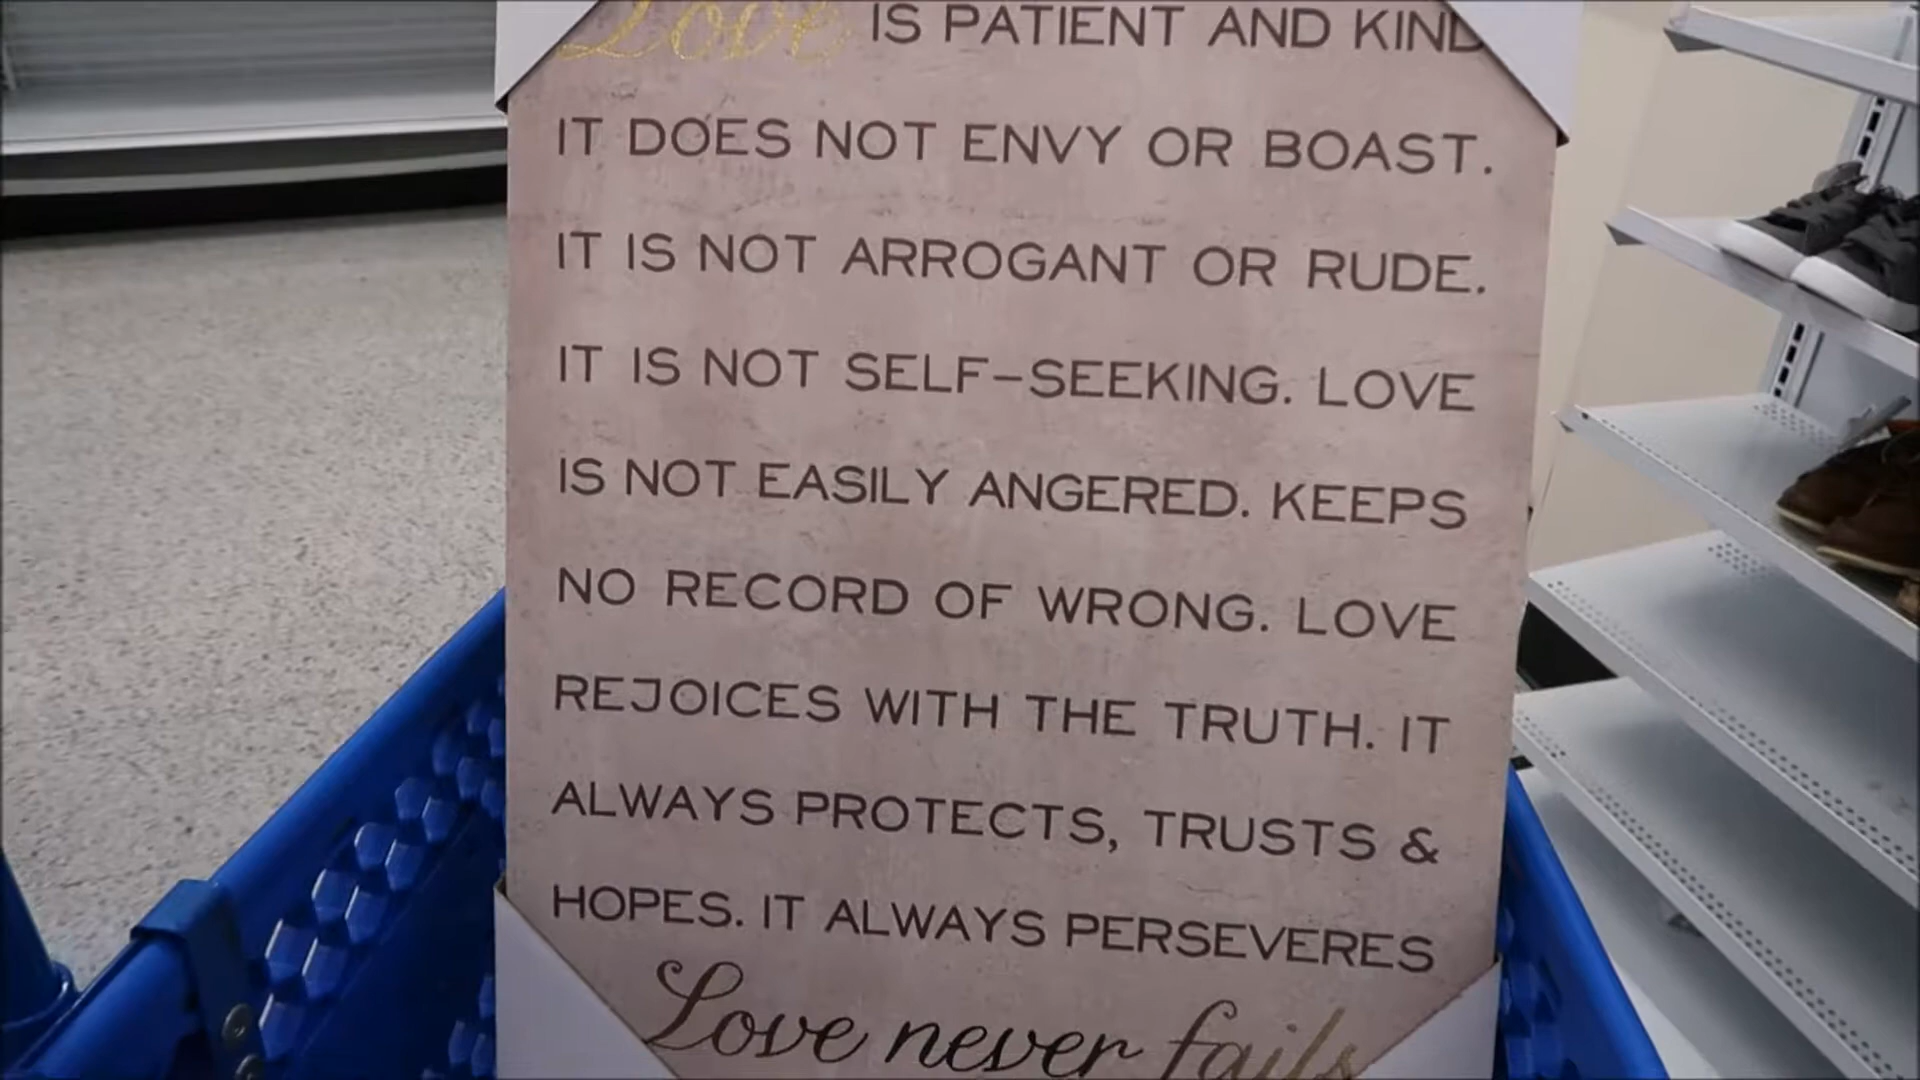 Love IS PATIENT AND KIND
IT DOES NOT ENVY OR BOAST.
IT IS NOT ARROGANT OR RUDE.
IT IS NOT SELF-SEEKING. LOVE
IS NOT EASILY ANGERED. KEEPS
NO RECORD OF WRONG. LOVE
REJOICES WITH THE TRUTH. IT
ALWAYS PROTECTS, TRUSTS &
HOPES. IT ALWAYS PERSEVERES
Love never fails